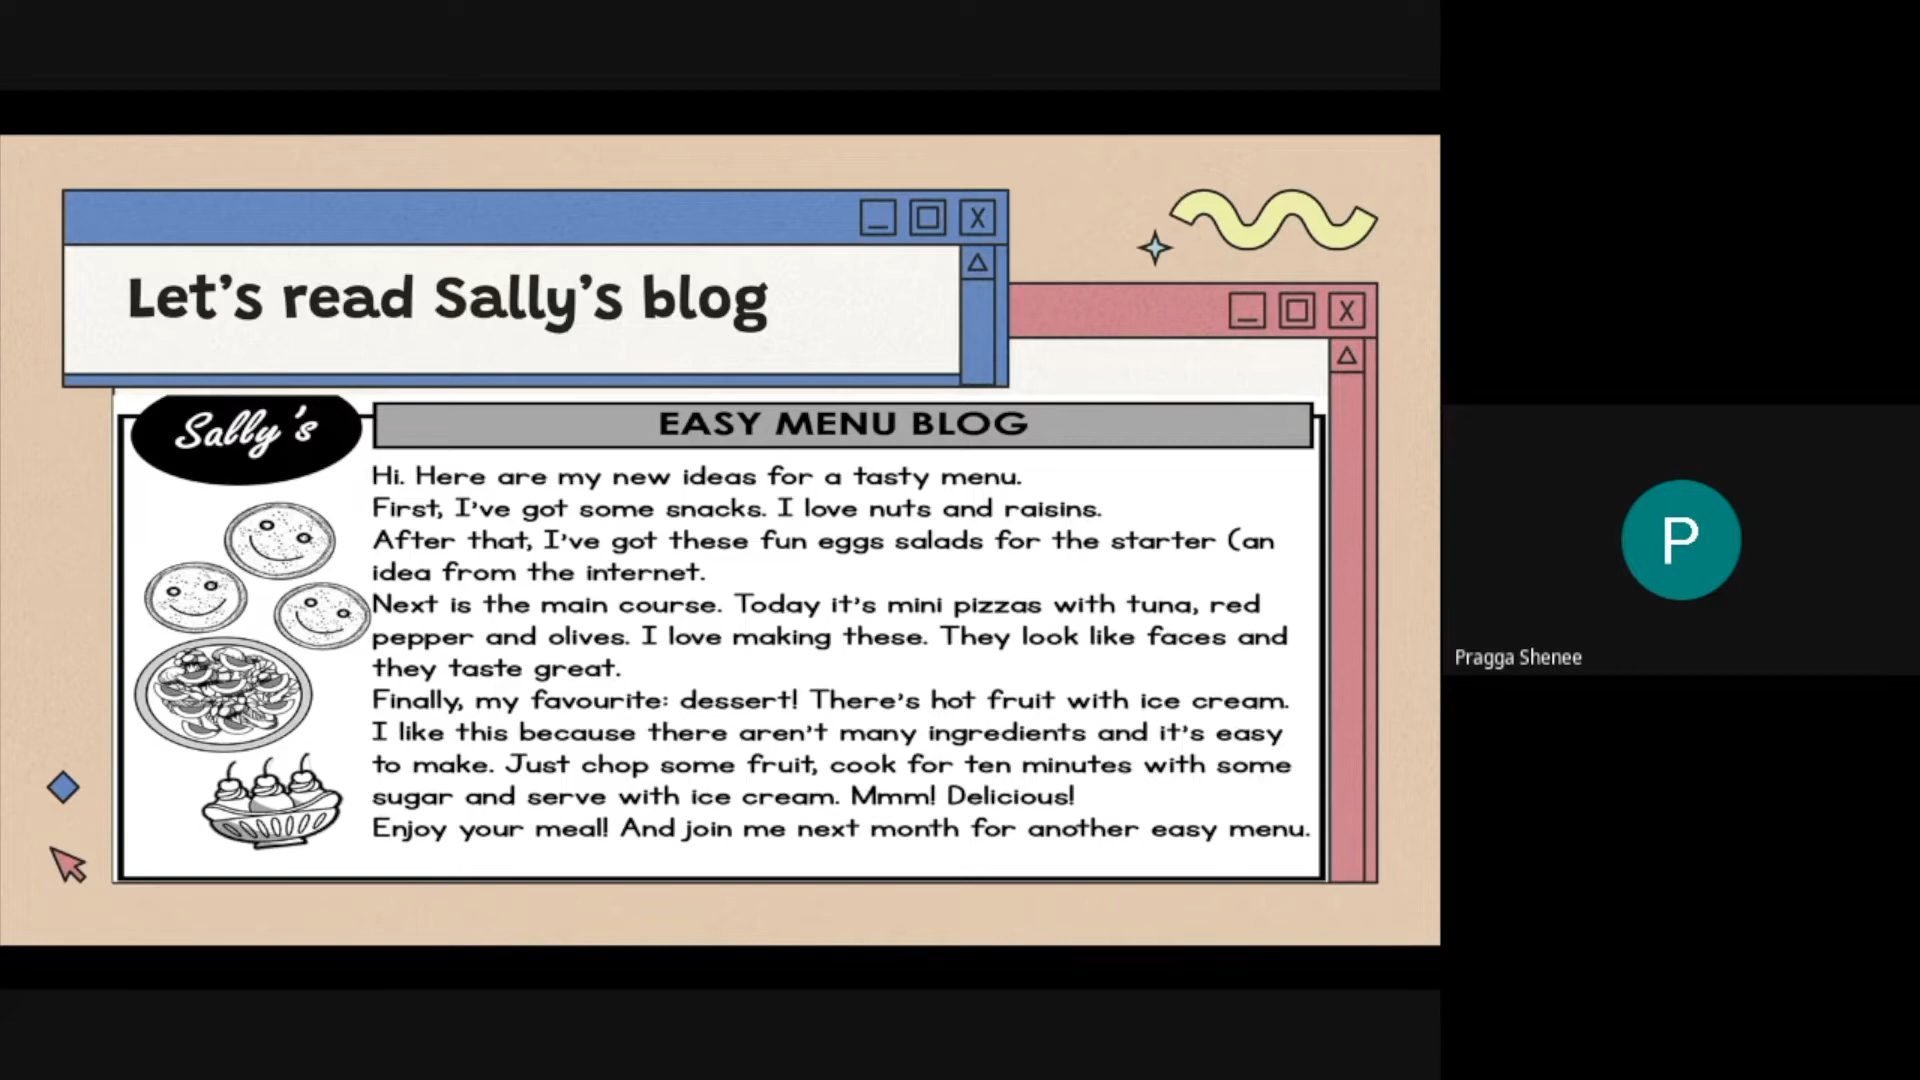 Let's read Sally's blog
Sally's
EASY MENU BLOG
Hi. Here are my new ideas for a tasty menu.
First, I've got some snacks. I love nuts and raisins.
After that, I've got these fun eggs salads for the starter (an
idea from the internet.
Next is the main course. Today it's mini pizzas with tuna, red
pepper and olives. I love making these. They look like faces and
they taste great.
Finally, my favourite: dessert! There's hot fruit with ice cream.
I like this because there aren't many ingredients and it's easy
to make. Just chop some fruit, cook for ten minutes with some
sugar and serve with ice cream. Mmm! Delicious!
Enjoy your meal! And join me next month for another easy menu.
P
Pragga Shenee